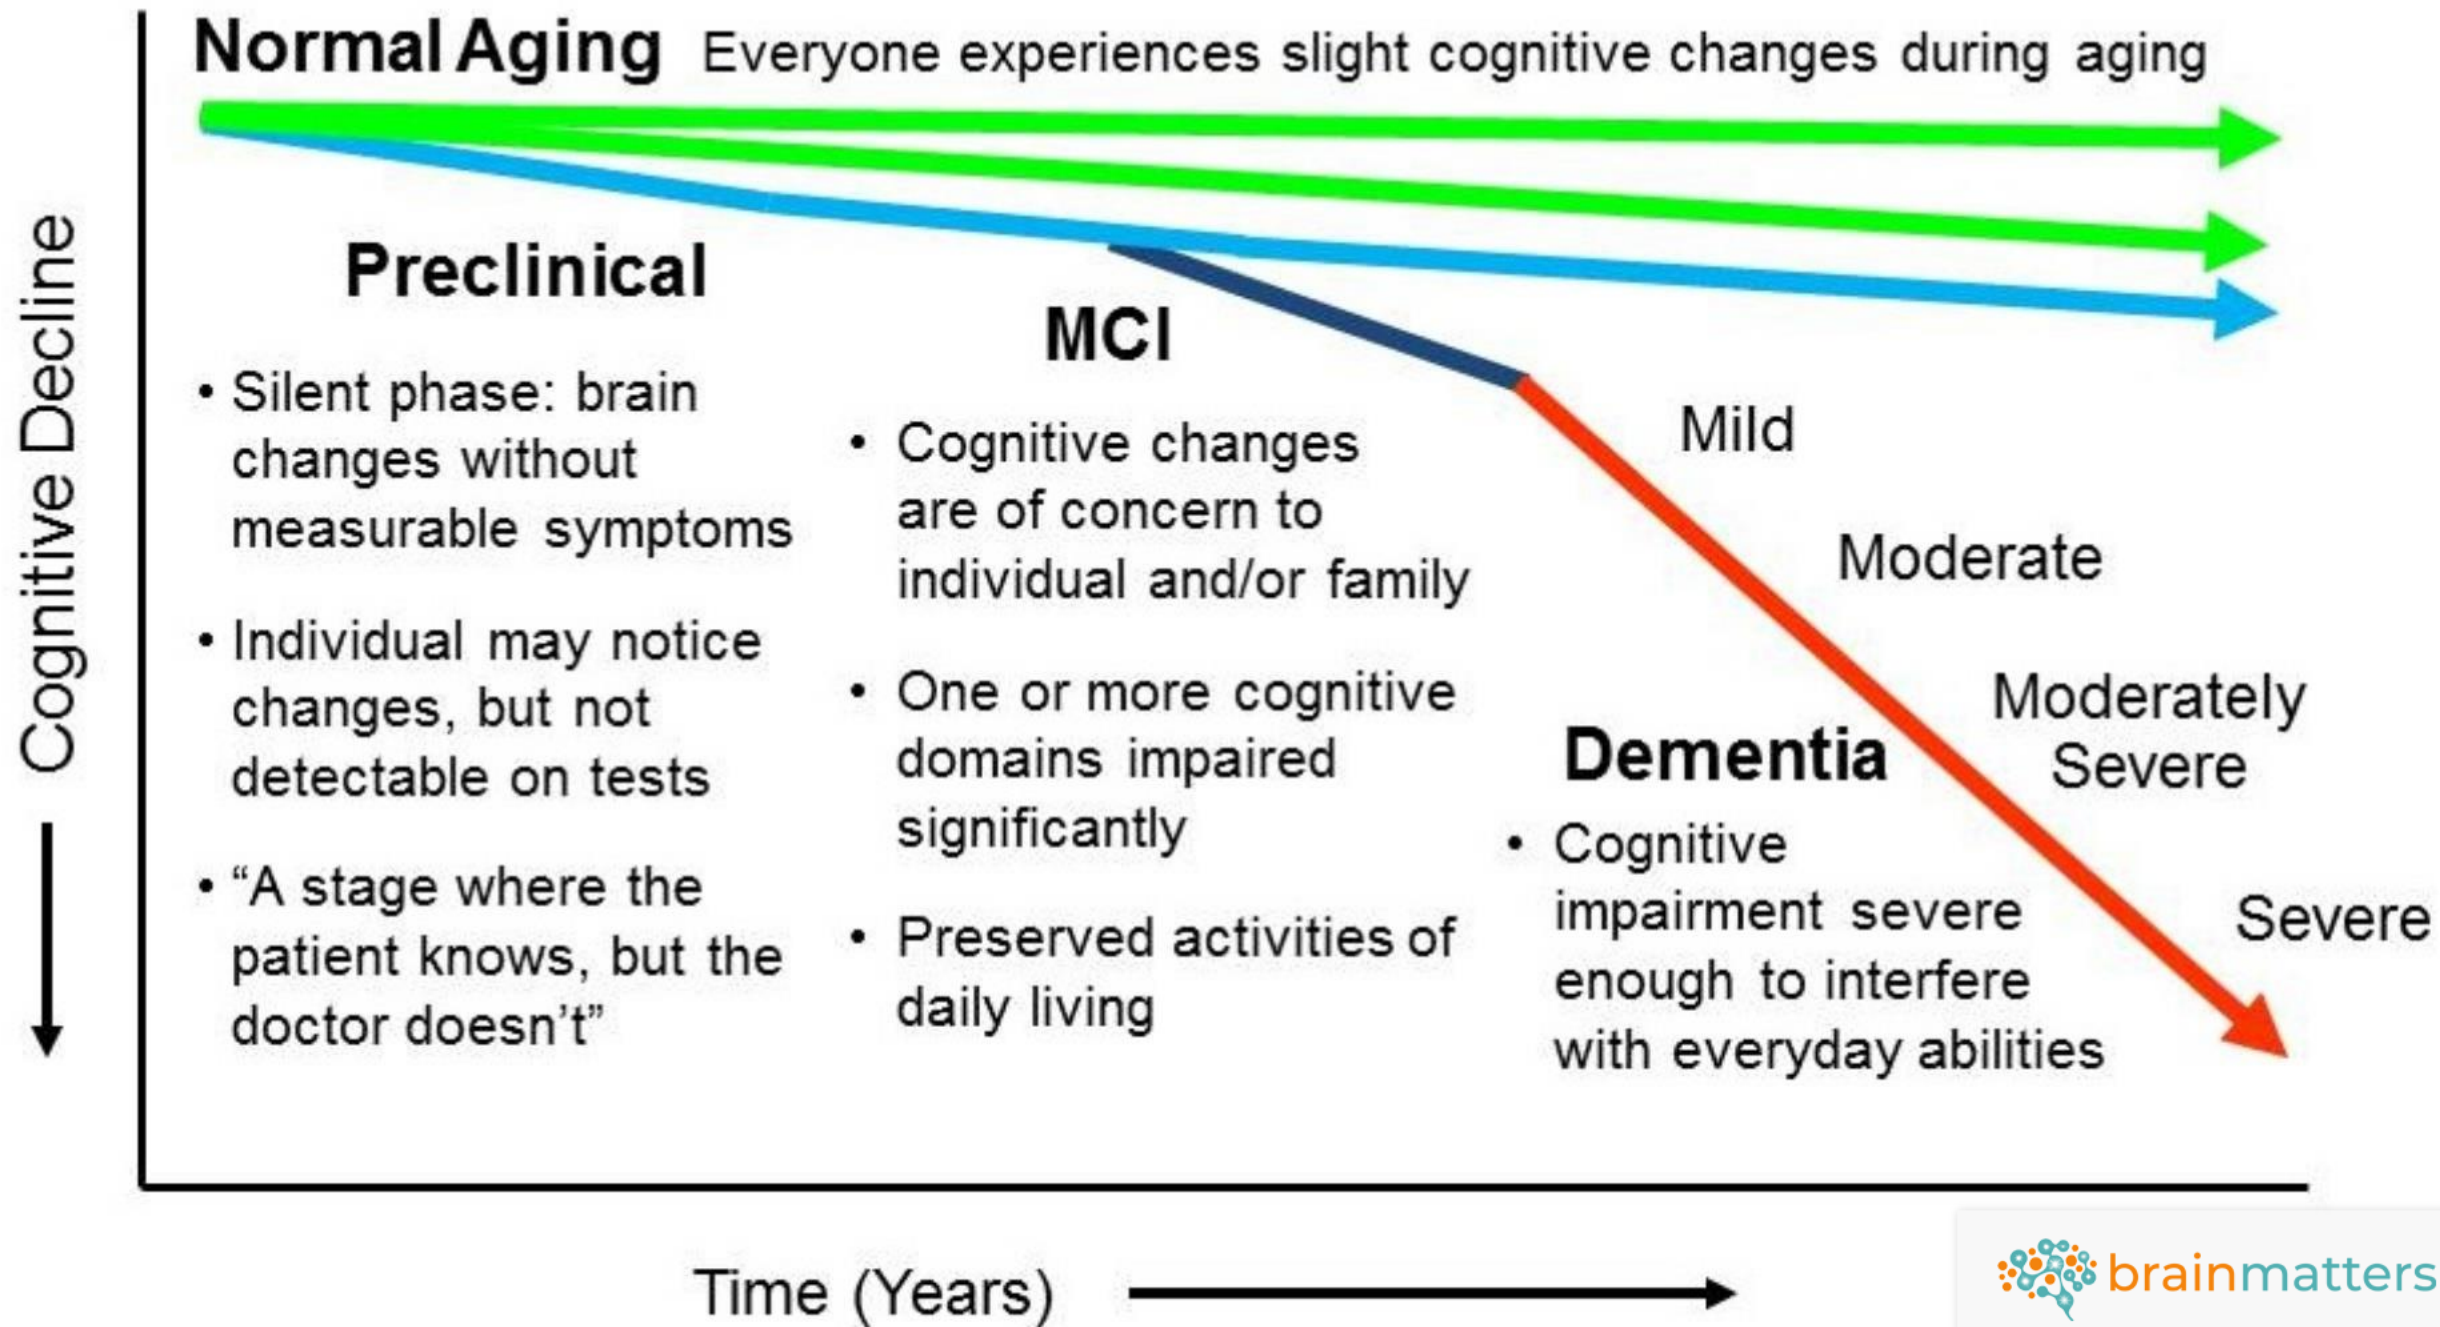 Normal Aging Everyone experiences slight cognitive changes during aging
Cognitive Decline
Preclinical
• Silent phase: brain
changes without
measurable symptoms
• Individual may notice
changes, but not
detectable on tests
• “A stage where the
patient knows, but the
doctor doesn’t”
MCI
• Cognitive changes
are of concern to
individual and/or family
• One or more cognitive
domains impaired
significantly
• Preserved activities of
daily living
Dementia
• Cognitive
impairment severe
enough to interfere
with everyday abilities
Mild
Moderate
Moderately
Severe
Severe
Time (Years)
brainmatters